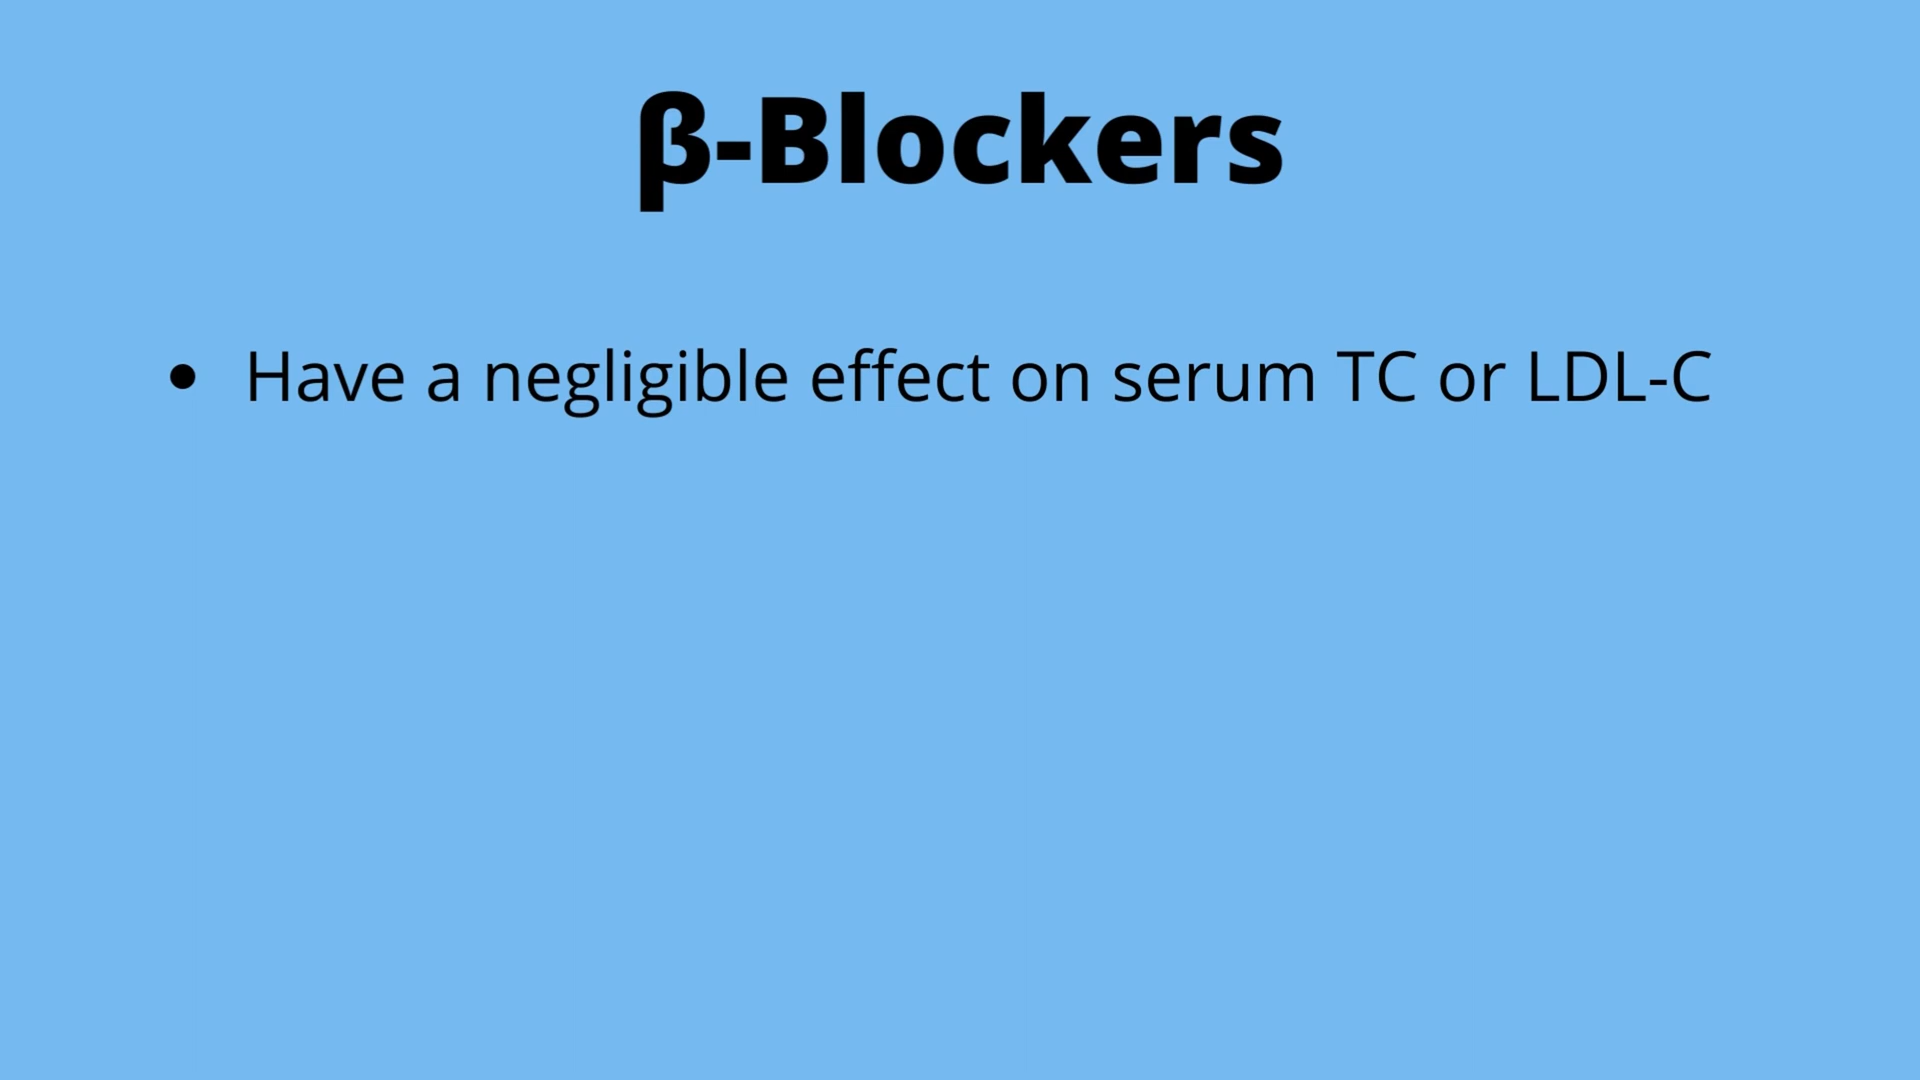 β-Blockers
• Have a negligible effect on serum TC or LDL-C